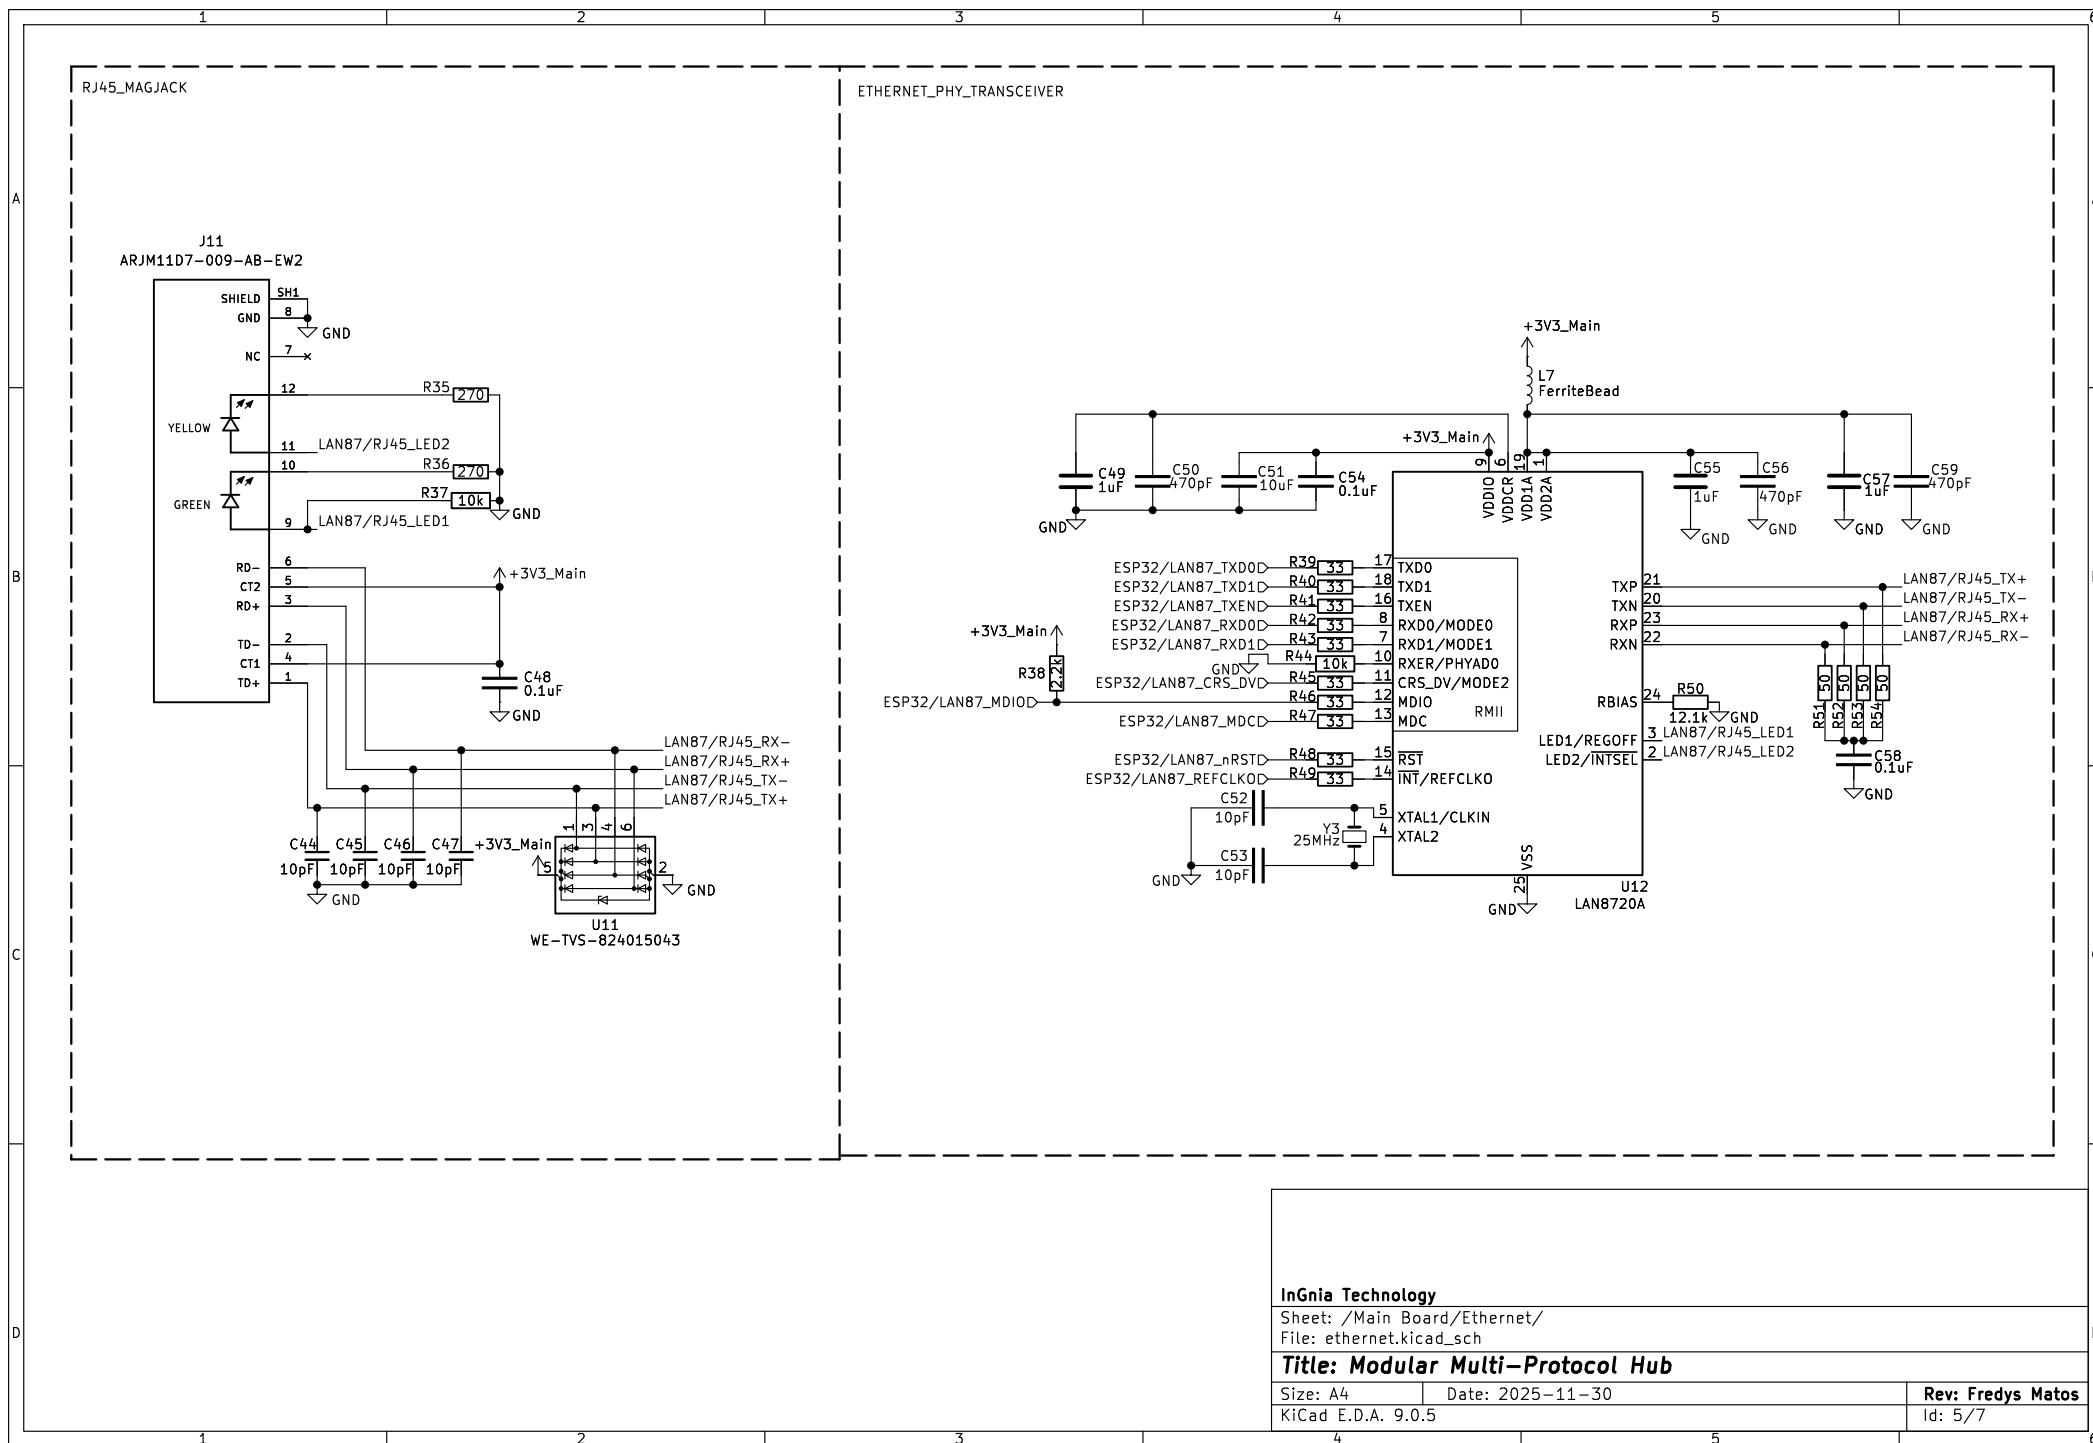 1 2 3 4 5 6
A
B
C
D
RJ45_MAGJACK
J11
ARJM11D7-009-AB-EW2
SHIELD SH1
GND 8
GND
NC 7
12 R35 270
YELLOW
11 LAN87/RJ45_LED2
10 R36 270
R37 10k
GREEN
GND
9 LAN87/RJ45_LED1
RD- 6
CT2 5
+3V3_Main
RD+ 3
TD- 2
CT1 4
TD+ 1
C48
0.1uF
GND
LAN87/RJ45_RX-
LAN87/RJ45_RX+
LAN87/RJ45_TX-
LAN87/RJ45_TX+
C44 10pF
C45 10pF
C46 10pF
C47 10pF
GND
+3V3_Main
1 3 4 6
5 2
GND
U11
WE-TVS-824015043
ETHERNET_PHY_TRANSCEIVER
+3V3_Main
L7
FerriteBead
+3V3_Main
C49 1uF
C50 470pF
C51 10uF
C54 0.1uF
GND
9 VDDIO
6 VDDCR
19 VDD1A
1 VDD2A
C55 1uF
GND
C56 470pF
GND
C57 1uF
GND
C59 470pF
GND
ESP32/LAN87_TXD0 R39 33 17 TXD0
ESP32/LAN87_TXD1 R40 33 18 TXD1
ESP32/LAN87_TXEN R41 33 16 TXEN
ESP32/LAN87_RXD0 R42 33 8 RXD0/MODE0
ESP32/LAN87_RXD1 R43 33 7 RXD1/MODE1
GND R44 10k 10 RXER/PHYAD0
ESP32/LAN87_CRS_DV R45 33 11 CRS_DV/MODE2
+3V3_Main
R38 2.2k
ESP32/LAN87_MDIO R46 33 12 MDIO
ESP32/LAN87_MDC R47 33 13 MDC
RMII
ESP32/LAN87_nRST R48 33 15 RST
ESP32/LAN87_REFCLKO R49 33 14 INT/REFCLKO
C52 10pF
5 XTAL1/CLKIN
Y3 25MHz
4 XTAL2
C53 10pF
GND
25 VSS
GND
U12
LAN8720A
TXP 21 LAN87/RJ45_TX+
TXN 20 LAN87/RJ45_TX-
RXP 23 LAN87/RJ45_RX+
RXN 22 LAN87/RJ45_RX-
R51 50
R52 50
R53 50
R54 50
RBIAS 24 R50 12.1k GND
LED1/REGOFF 3 LAN87/RJ45_LED1
LED2/INTSEL 2 LAN87/RJ45_LED2
C58
0.1uF
GND
InGnia Technology
Sheet: /Main Board/Ethernet/
File: ethernet.kicad_sch
Title: Modular Multi-Protocol Hub
Size: A4 Date: 2025-11-30 Rev: Fredys Matos
KiCad E.D.A. 9.0.5 Id: 5/7
1 2 3 4 5 6